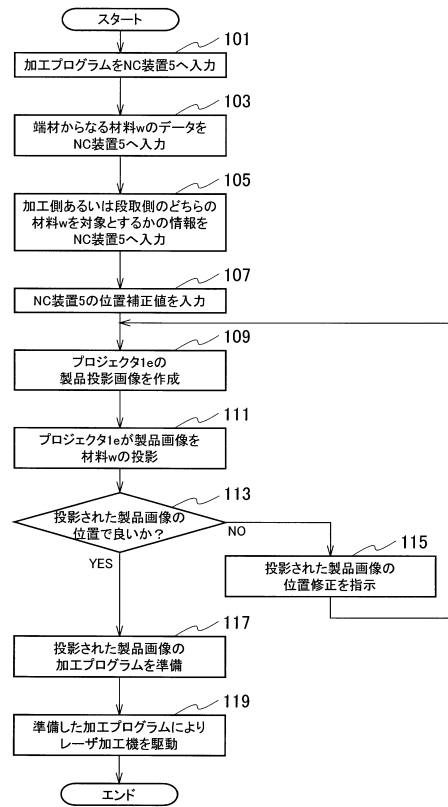 スタート
101
加工プログラムをNC装置5へ入力
103
端材からなる材料wのデータを
NC装置5へ入力
105
加工側あるいは段取側のどちらの
材料wを対象とするかの情報を
NC装置5へ入力
107
NC装置5の位置補正値を入力
109
プロジェクタ1eの
製品投影画像を作成
111
プロジェクタ1eが製品画像を
材料wの投影
113
投影された製品画像の
位置で良いか？
NO
YES
115
投影された製品画像の
位置修正を指示
117
投影された製品画像の
加工プログラムを準備
119
準備した加工プログラムにより
レーザ加工機を駆動
エンド